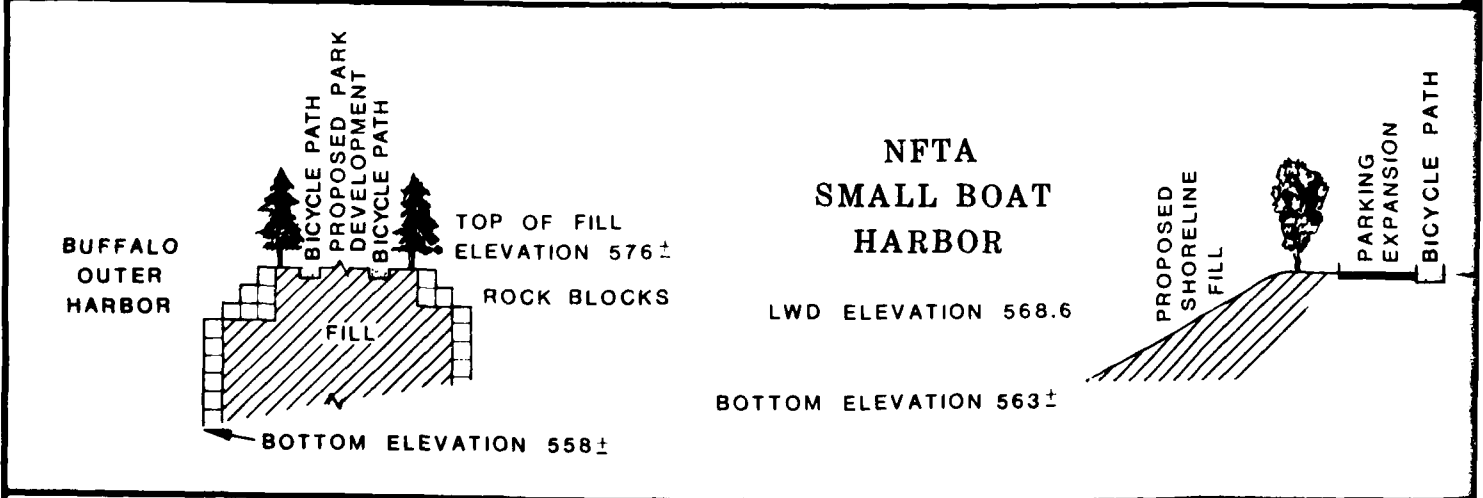 BUFFALO
OUTER
HARBOR
BICYCLE PATH
PROPOSED PARK
DEVELOPMENT
BICYCLE PATH
TOP OF FILL
ELEVATION 576±
ROCK BLOCKS
FILL
BOTTOM ELEVATION 558±
NFTA
SMALL BOAT
HARBOR
LWD ELEVATION 568.6
BOTTOM ELEVATION 563±
PROPOSED
SHORELINE
FILL
PARKING
EXPANSION
BICYCLE PATH